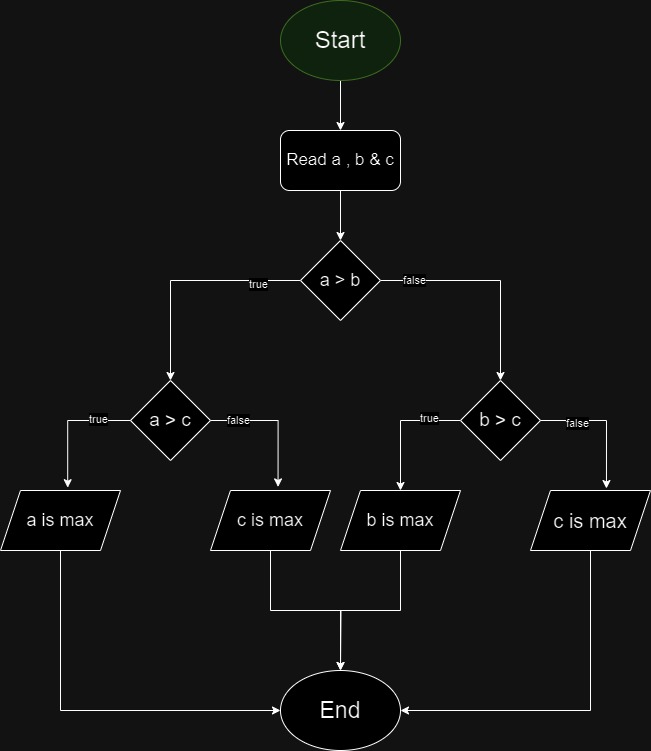 Start
Read a , b & c
a > b
true
false
a > c
true
false
b > c
true
false
a is max
c is max
b is max
c is max
End